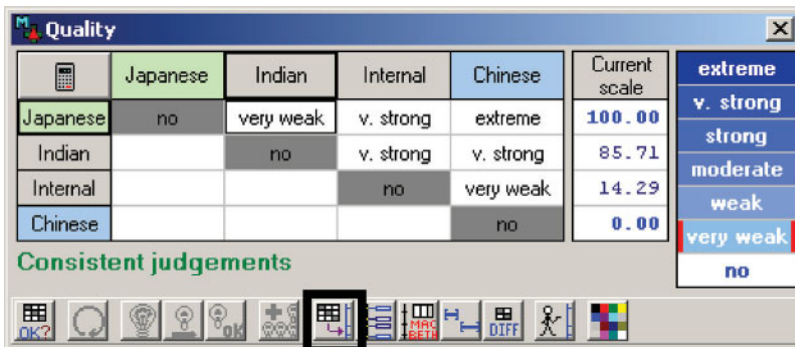 M Quality
Japanese Indian Internal Chinese Current scale
Japanese no very weak v. strong extreme 100.00
Indian no v. strong v. strong 85.71
Internal no very weak 14.29
Chinese no 0.00
extreme
v. strong
strong
moderate
weak
very weak
no
Consistent judgements
OK? OK MAC BETH DIFF